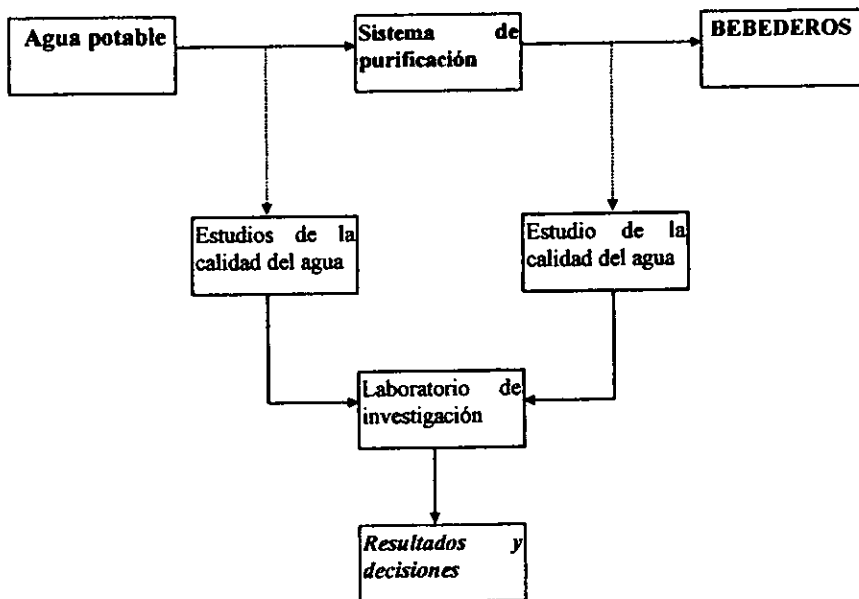 Agua potable
Sistema de
purificación
BEBEDEROS
Estudios de la
calidad del agua
Estudio de la
calidad del agua
Laboratorio de
investigación
Resultados y
decisiones